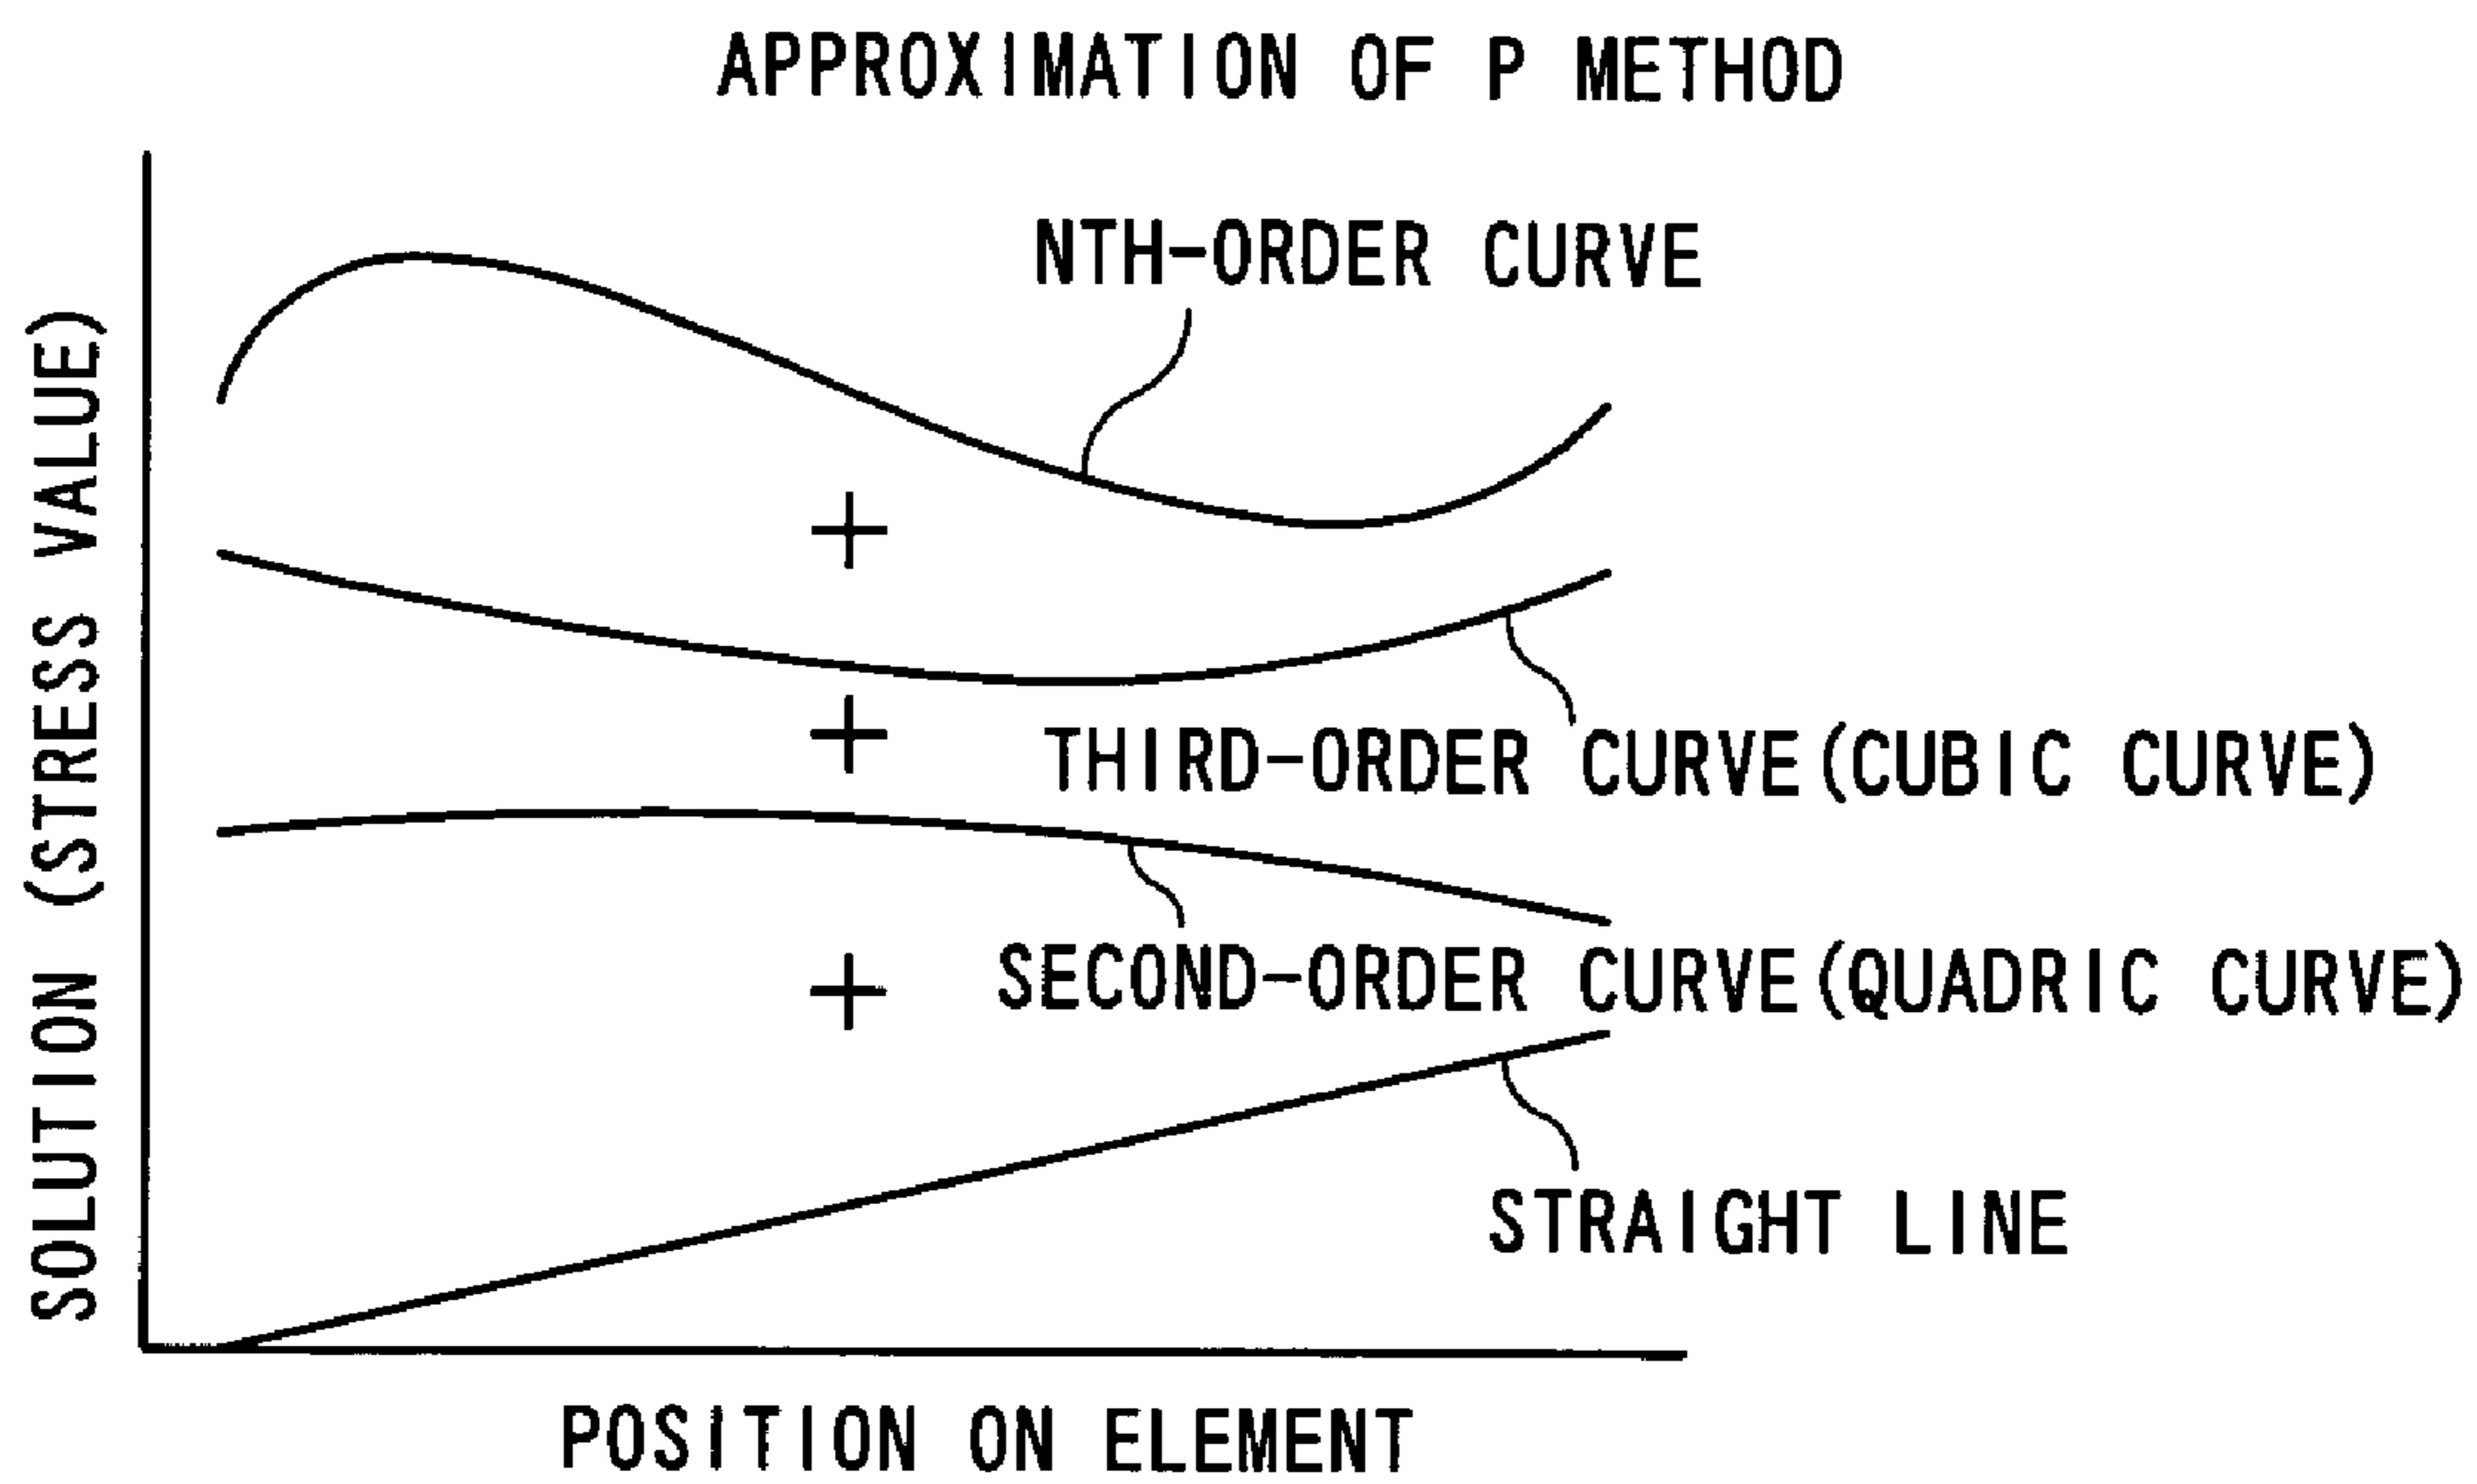 APPROXIMATION OF P METHOD
NTH-ORDER CURVE
+
+
THIRD-ORDER CURVE(CUBIC CURVE)
+
SECOND-ORDER CURVE(QUADRIC CURVE)
STRAIGHT LINE
SOLUTION (STRESS VALUE)
POSITION ON ELEMENT